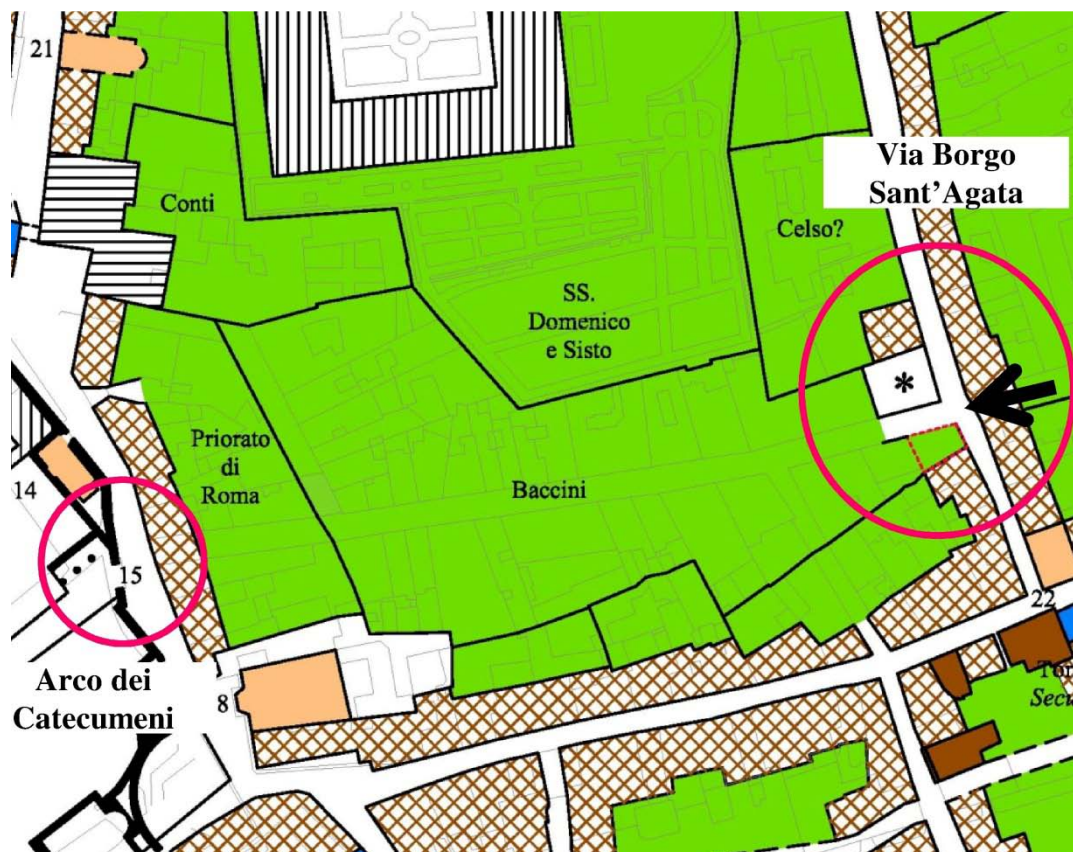 21
Via Borgo
Sant'Agata
Conti
Celso?
SS.
Domenico
e Sisto
*
Priorato
di
Roma
Baccini
14
15
22
Arco dei
Catecumeni
8